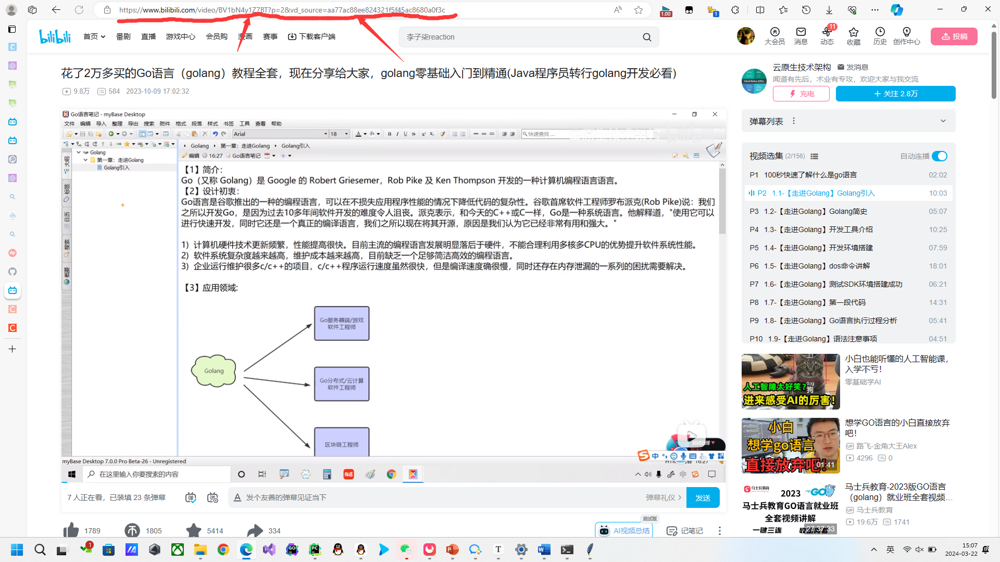 https://www.bilibili.com/video/BV1bN4y1Z7BT?p=2&vd_source=aa77ac88ee824321f5f45ac8680a0f3c
1.00
1
bilibili
首页
番剧
直播
游戏中心
会员购
漫画
赛事
下载客户端
李子柒reaction
大会员
消息
11
动态
收藏
历史
创作中心
投稿
花了2万多买的Go语言（golang）教程全套，现在分享给大家，golang零基础入门到精通(Java程序员转行golang开发必看)
9.8万 584 2023-10-09 17:02:32
云原生技术架构 发消息
闻道有先后，术业有专攻，欢迎大家与我交流
充电
+ 关注 2.8万
Go语言笔记 - myBase Desktop
文件 编辑 导入 整理 导出 搜索 附件 格式 段落 样式 书签 工具 查看 帮助
Arial 18
快速查找 ...
Golang 第一章：走进Golang Golang引入
编辑 16:27 Go语言笔记
Golang
第一章：走进Golang
Golang引入
大纲
标签
日历
搜索
概要
【1】简介：
Go（又称 Golang）是 Google 的 Robert Griesemer，Rob Pike 及 Ken Thompson 开发的一种计算机编程语言语言。
【2】设计初衷：
Go语言是谷歌推出的一种的编程语言，可以在不损失应用程序性能的情况下降低代码的复杂性。谷歌首席软件工程师罗布派克(Rob Pike)说：我们
之所以开发Go，是因为过去10多年间软件开发的难度令人沮丧。派克表示，和今天的C++或C一样，Go是一种系统语言。他解释道，"使用它可以
进行快速开发，同时它还是一个真正的编译语言，我们之所以现在将其开源，原因是我们认为它已经非常有用和强大。"
1）计算机硬件技术更新频繁，性能提高很快。目前主流的编程语言发展明显落后于硬件，不能合理利用多核多CPU的优势提升软件系统性能。
2）软件系统复杂度越来越高，维护成本越来越高，目前缺乏一个足够简洁高效的编程语言。
3）企业运行维护很多c/c++的项目，c/c++程序运行速度虽然很快，但是编译速度确很慢，同时还存在内存泄漏的一系列的困扰需要解决。
【3】应用领域:
Golang
Go服务器端/游戏
软件工程师
Go分布式/云计算
软件工程师
区块链工程师
myBase Desktop 7.0.0 Pro Beta-26 - Unregistered
在这里输入你要搜索的内容
7 人正在看，已装填 23 条弹幕
发个友善的弹幕见证当下
弹幕礼仪
发送
1789
1805
5414
334
测试版
AI视频总结
记笔记
弹幕列表
视频选集 (2/156)
自动连播
P1 100秒快速了解什么是go语言 02:02
P2 1.1-【走进Golang】Golang引入 10:03
P3 1.2-【走进Golang】Golang简史 05:07
P4 1.3-【走进Golang】开发工具介绍 10:25
P5 1.4-【走进Golang】开发环境搭建 07:59
P6 1.5-【走进Golang】dos命令讲解 18:01
P7 1.6-【走进Golang】测试SDK环境搭建成功 06:21
P8 1.7-【走进Golang】第一段代码 14:31
P9 1.8-【走进Golang】Go语言执行过程分析 05:41
P10 1.9-【走进Golang】语法注意事项 04:51
人工智障太好笑?
dog
狗
进来感受AI的厉害!
小白也能听懂的人工智能课，
入学不亏！
零基础学AI
小白
想学go语言
直接放弃吧!
01:41
想学GO语言的小白直接放弃
吧！
路飞-金角大王Alex
4296 0
马士兵教育
2023 GO
马士兵教育GO语言就业班
全套视频讲解
一键三连
27:37:33
马士兵教育-2023版GO语言
（golang）就业班全套视频...
马士兵教育
19.6万 1741
1
英
15:07
2024-03-22